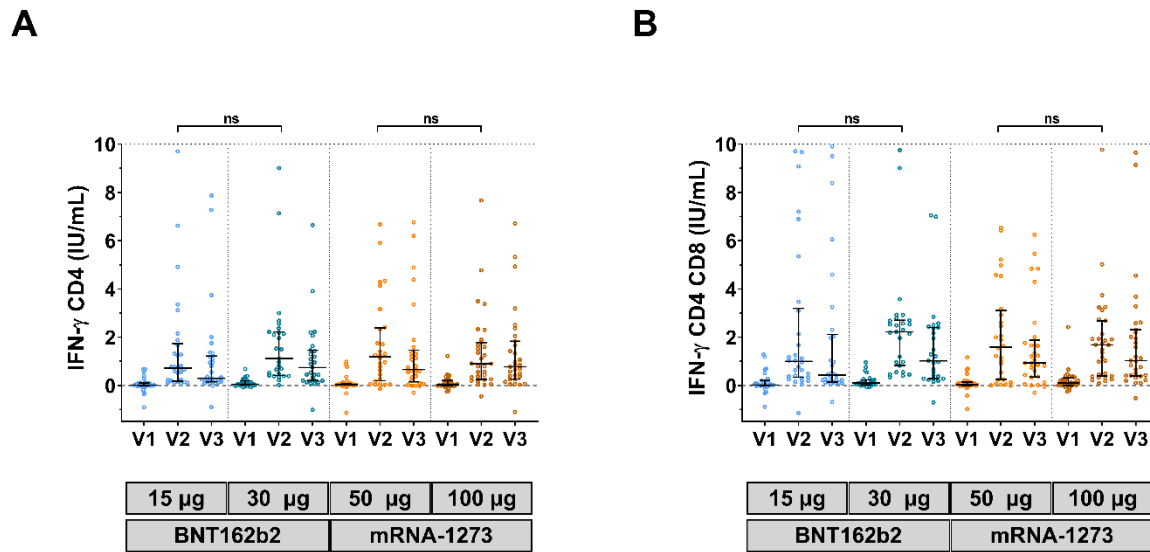 A
B
ns
ns
ns
ns
IFN-γ CD4 (IU/mL)
10
8
6
4
2
0
V1 V2 V3 V1 V2 V3 V1 V2 V3 V1 V2 V3
15 µg 30 µg 50 µg 100 µg
BNT162b2 mRNA-1273
IFN-γ CD4 CD8 (IU/mL)
10
8
6
4
2
0
V1 V2 V3 V1 V2 V3 V1 V2 V3 V1 V2 V3
15 µg 30 µg 50 µg 100 µg
BNT162b2 mRNA-1273